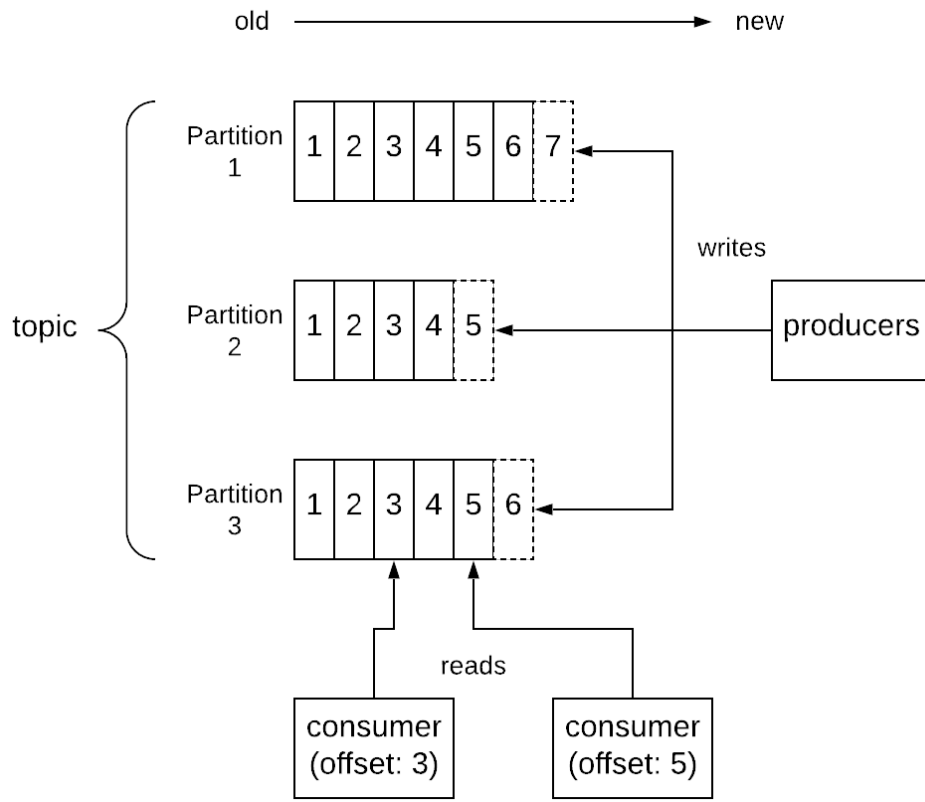 old new
Partition
1
1 2 3 4 5 6 7
writes
topic
Partition
2
1 2 3 4 5
producers
Partition
3
1 2 3 4 5 6
reads
consumer
(offset: 3)
consumer
(offset: 5)